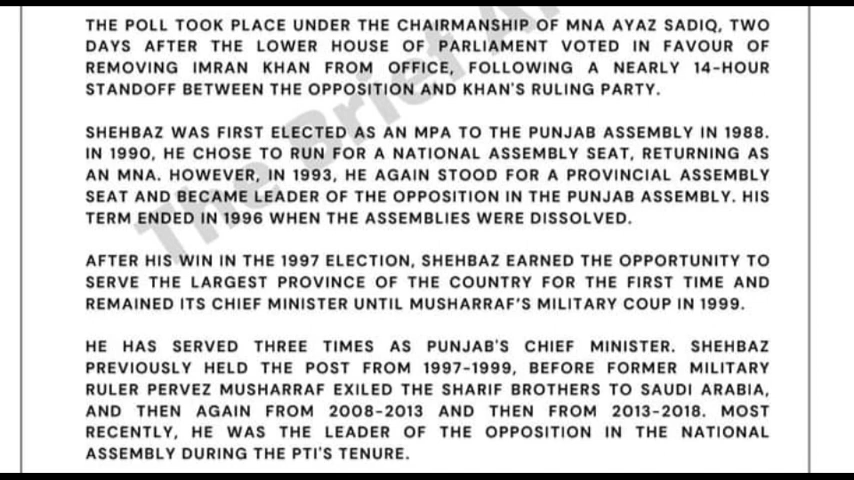 THE POLL TOOK PLACE UNDER THE CHAIRMANSHIP OF MNA AYAZ SADIQ, TWO
DAYS AFTER THE LOWER HOUSE OF PARLIAMENT VOTED IN FAVOUR OF
REMOVING IMRAN KHAN FROM OFFICE, FOLLOWING A NEARLY 14-HOUR
STANDOFF BETWEEN THE OPPOSITION AND KHAN'S RULING PARTY.
SHEHBAZ WAS FIRST ELECTED AS AN MPA TO THE PUNJAB ASSEMBLY IN 1988.
IN 1990, HE CHOSE TO RUN FOR A NATIONAL ASSEMBLY SEAT, RETURNING AS
AN MNA. HOWEVER, IN 1993, HE AGAIN STOOD FOR A PROVINCIAL ASSEMBLY
SEAT AND BECAME LEADER OF THE OPPOSITION IN THE PUNJAB ASSEMBLY. HIS
TERM ENDED IN 1996 WHEN THE ASSEMBLIES WERE DISSOLVED.
AFTER HIS WIN IN THE 1997 ELECTION, SHEHBAZ EARNED THE OPPORTUNITY TO
SERVE THE LARGEST PROVINCE OF THE COUNTRY FOR THE FIRST TIME AND
REMAINED ITS CHIEF MINISTER UNTIL MUSHARRAF'S MILITARY COUP IN 1999.
HE HAS SERVED THREE TIMES AS PUNJAB'S CHIEF MINISTER. SHEHBAZ
PREVIOUSLY HELD THE POST FROM 1997-1999, BEFORE FORMER MILITARY
RULER PERVEZ MUSHARRAF EXILED THE SHARIF BROTHERS TO SAUDI ARABIA,
AND THEN AGAIN FROM 2008-2013 AND THEN FROM 2013-2018. MOST
RECENTLY, HE WAS THE LEADER OF THE OPPOSITION IN THE NATIONAL
ASSEMBLY DURING THE PTI'S TENURE.
The Brief